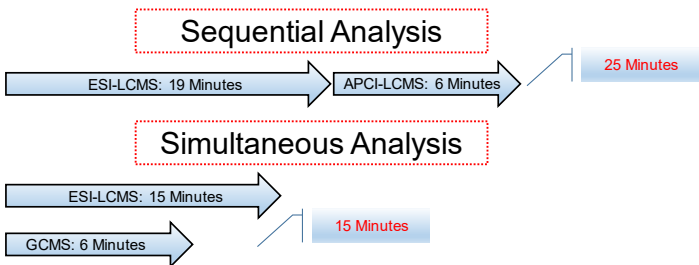 Sequential Analysis
ESI-LCMS: 19 Minutes
APCI-LCMS: 6 Minutes
25 Minutes
Simultaneous Analysis
ESI-LCMS: 15 Minutes
15 Minutes
GCMS: 6 Minutes